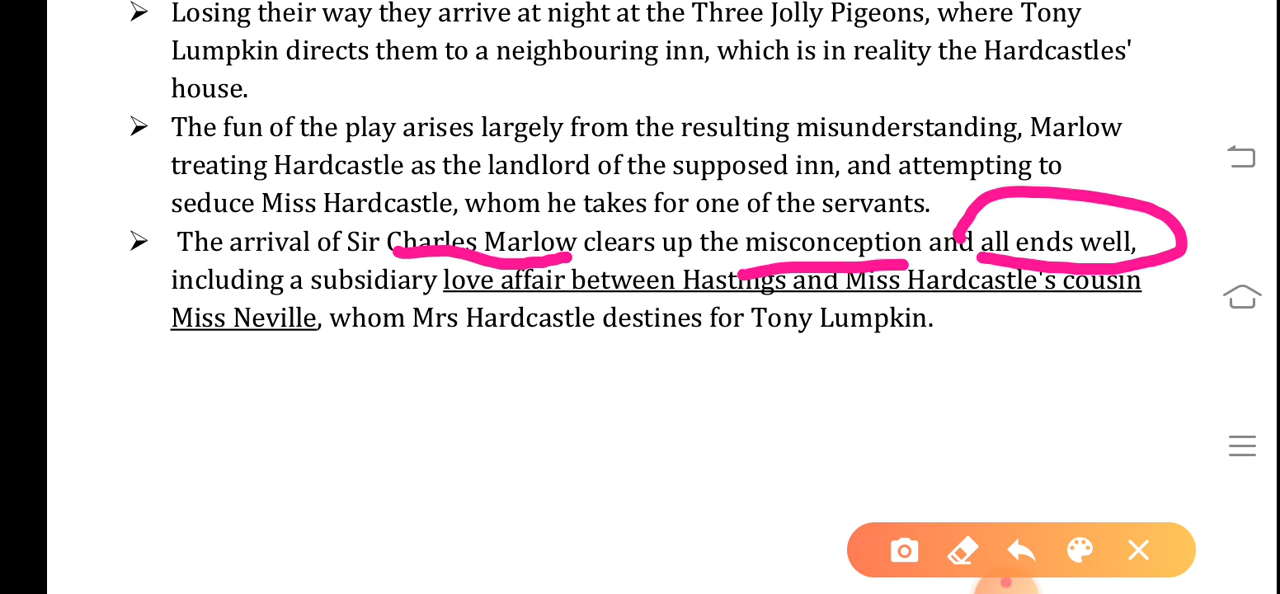 ➢ Losing their way they arrive at night at the Three Jolly Pigeons, where Tony
Lumpkin directs them to a neighbouring inn, which is in reality the Hardcastles'
house.
➢ The fun of the play arises largely from the resulting misunderstanding, Marlow
treating Hardcastle as the landlord of the supposed inn, and attempting to
seduce Miss Hardcastle, whom he takes for one of the servants.
➢ The arrival of Sir Charles Marlow clears up the misconception and all ends well,
including a subsidiary love affair between Hastings and Miss Hardcastle's cousin
Miss Neville, whom Mrs Hardcastle destines for Tony Lumpkin.